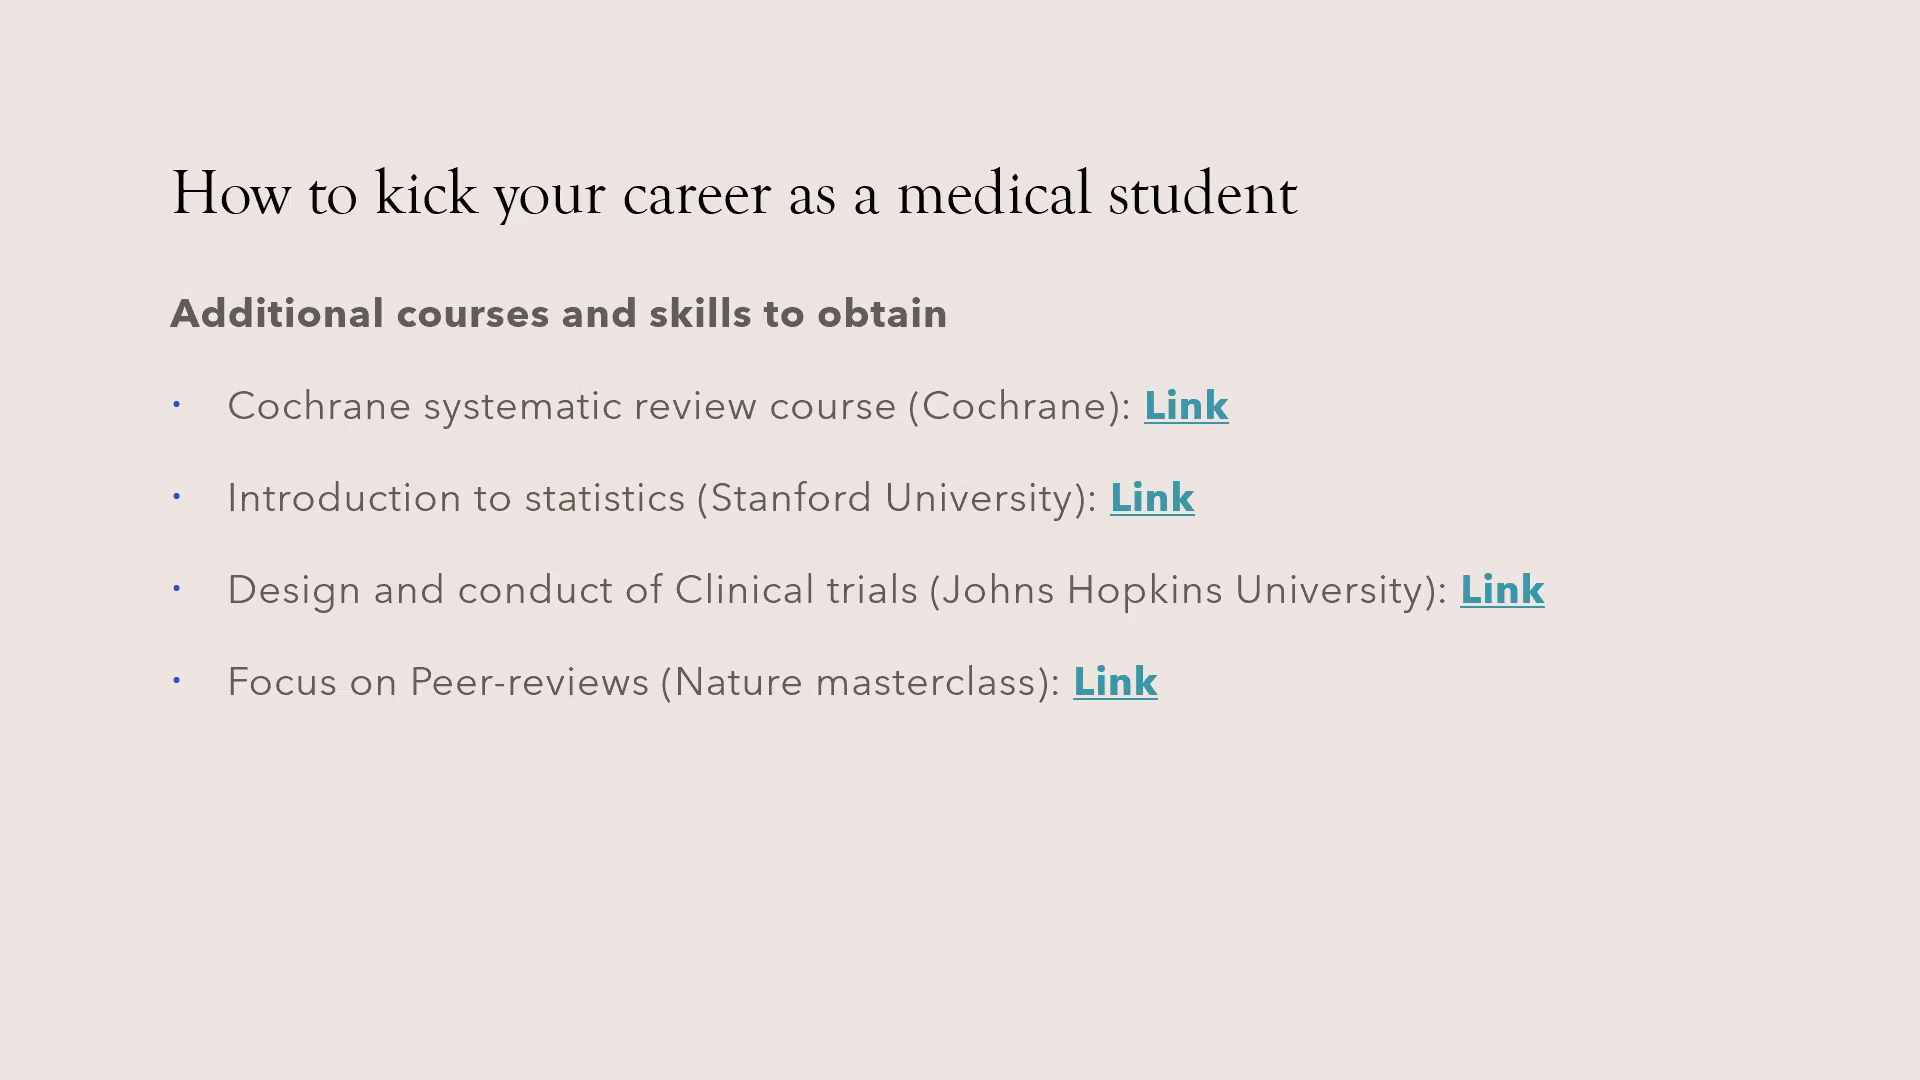 How to kick your career as a medical student
Additional courses and skills to obtain
• Cochrane systematic review course (Cochrane): Link
• Introduction to statistics (Stanford University): Link
• Design and conduct of Clinical trials (Johns Hopkins University): Link
• Focus on Peer-reviews (Nature masterclass): Link